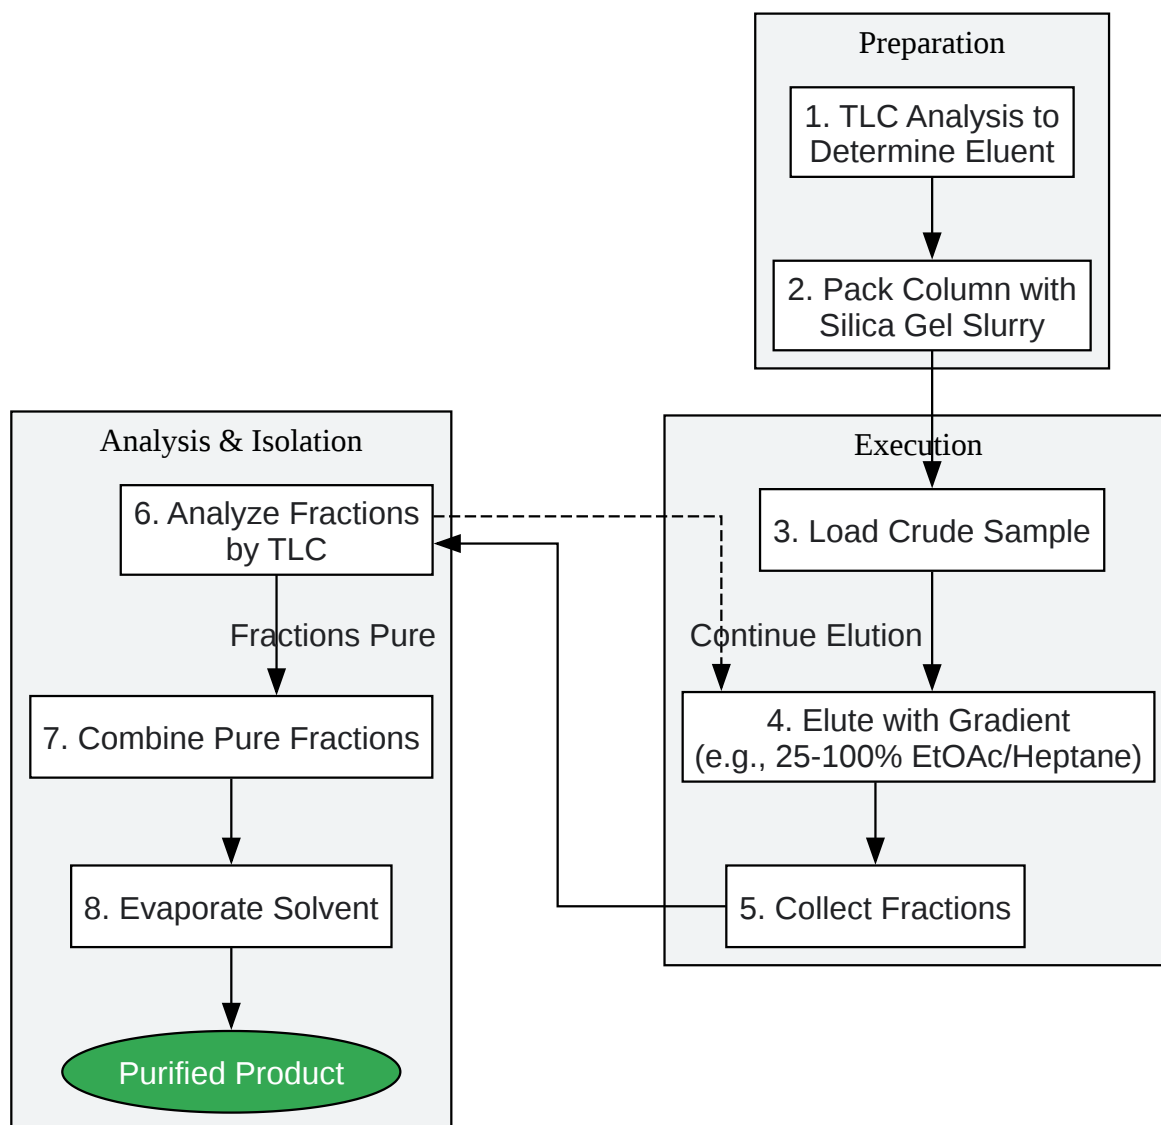 Preparation
1. TLC Analysis to
Determine Eluent
2. Pack Column with
Silica Gel Slurry
Execution
3. Load Crude Sample
Continue Elution
4. Elute with Gradient
(e.g., 25-100% EtOAc/Heptane)
5. Collect Fractions
Analysis & Isolation
6. Analyze Fractions
by TLC
Fractions Pure
7. Combine Pure Fractions
8. Evaporate Solvent
Purified Product